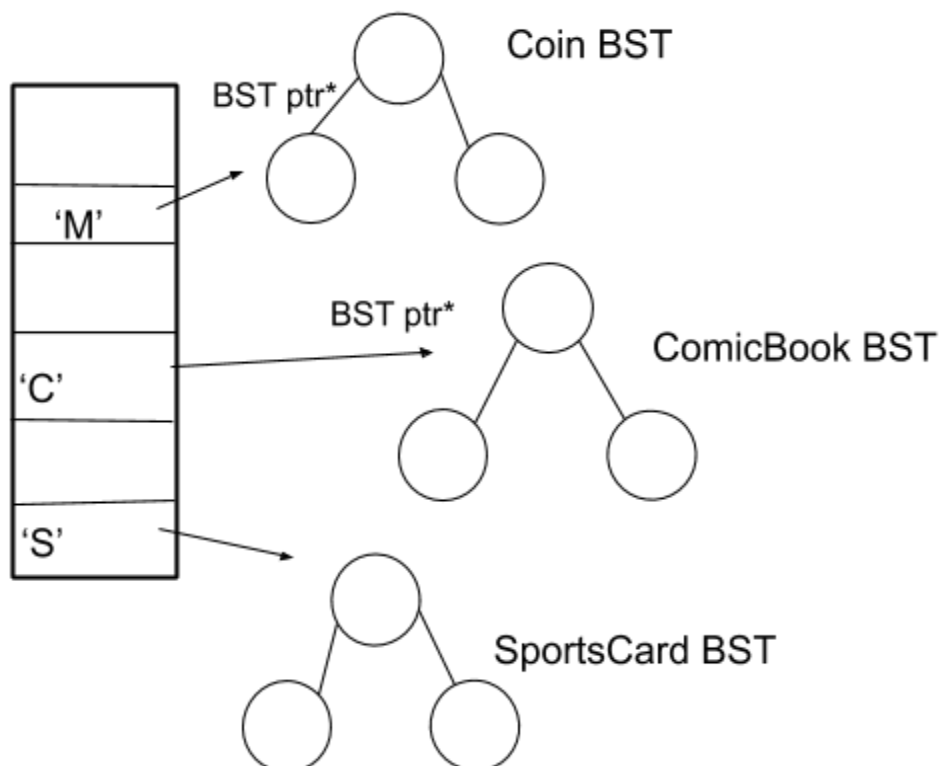 Coin BST
BST ptr*
‘M’
BST ptr*
ComicBook BST
‘C’
‘S’
SportsCard BST